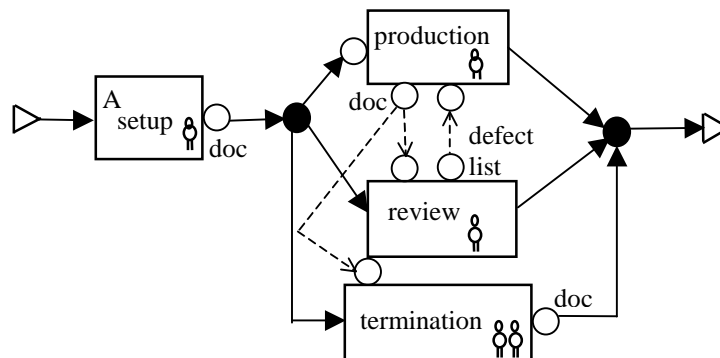 production
A
setup
doc
doc
defect
list
review
termination
doc